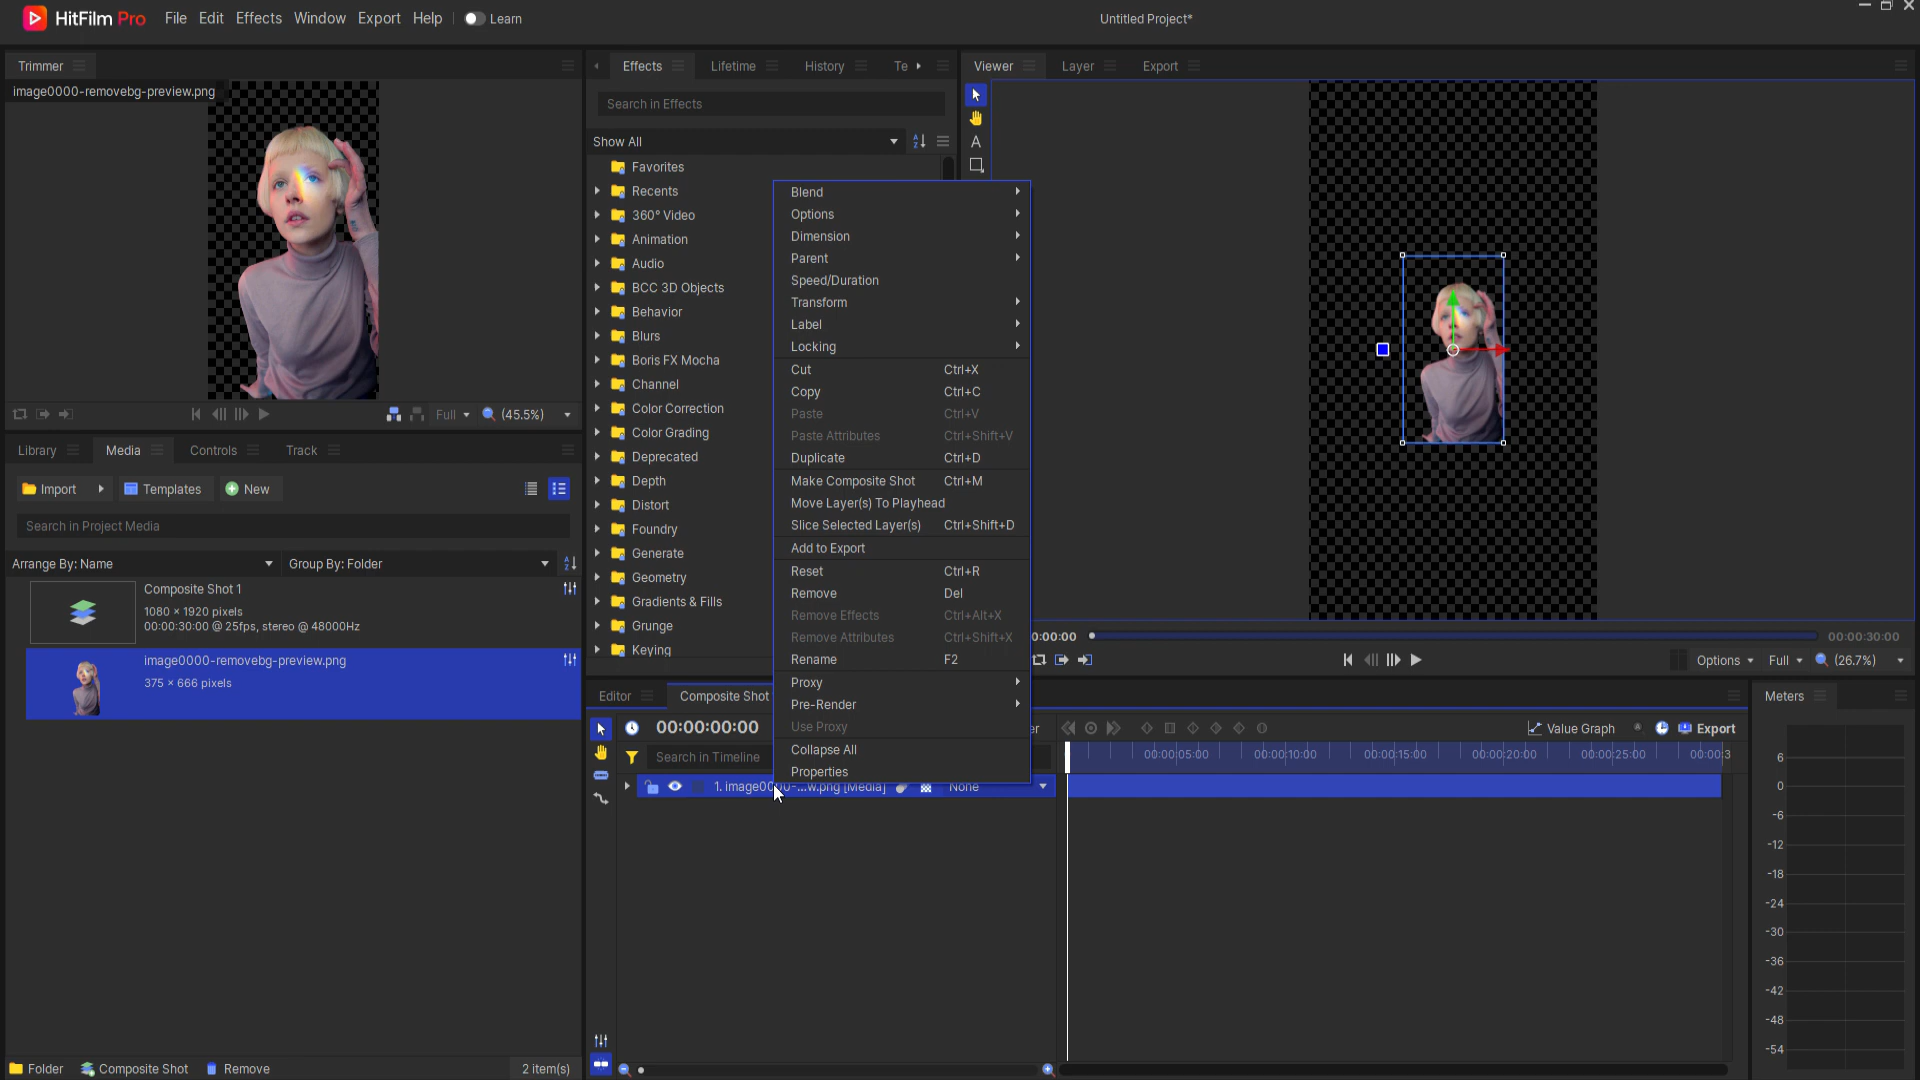 HitFilm Pro File Edit Effects Window Export Help Learn Untitled Project*
Trimmer
image0000-removebg-preview.png
Full (45.5%)
Library Media Controls Track
Import Templates New
Search in Project Media
Arrange By: Name Group By: Folder
Composite Shot 1
1080 × 1920 pixels
00:00:30:00 @ 25fps, stereo @ 48000Hz
image0000-removebg-preview.png
375 × 666 pixels
Folder Composite Shot Remove 2 item(s)
Effects Lifetime History Te
Search in Effects
Show All
Favorites
Recents
360° Video
Animation
Audio
BCC 3D Objects
Behavior
Blurs
Boris FX Mocha
Channel
Color Correction
Color Grading
Deprecated
Depth
Distort
Foundry
Generate
Geometry
Gradients & Fills
Grunge
Keying
Blend
Options
Dimension
Parent
Speed/Duration
Transform
Label
Locking
Cut Ctrl+X
Copy Ctrl+C
Paste Ctrl+V
Paste Attributes Ctrl+Shift+V
Duplicate Ctrl+D
Make Composite Shot Ctrl+M
Move Layer(s) To Playhead
Slice Selected Layer(s) Ctrl+Shift+D
Add to Export
Reset Ctrl+R
Remove Del
Remove Effects Ctrl+Alt+X
Remove Attributes Ctrl+Shift+X
Rename F2
Proxy
Pre-Render
Use Proxy
Collapse All
Properties
Viewer Layer Export
A
0:00:00 00:00:30:00
Options Full (26.7%)
Editor Composite Shot
00:00:00:00 er Value Graph Export
Search in Timeline 00:00:05:00 00:00:10:00 00:00:15:00 00:00:20:00 00:00:25:00 00:00:3
1. image0000-...w.png [Media] None
Meters
6
0
-6
-12
-18
-24
-30
-36
-42
-48
-54